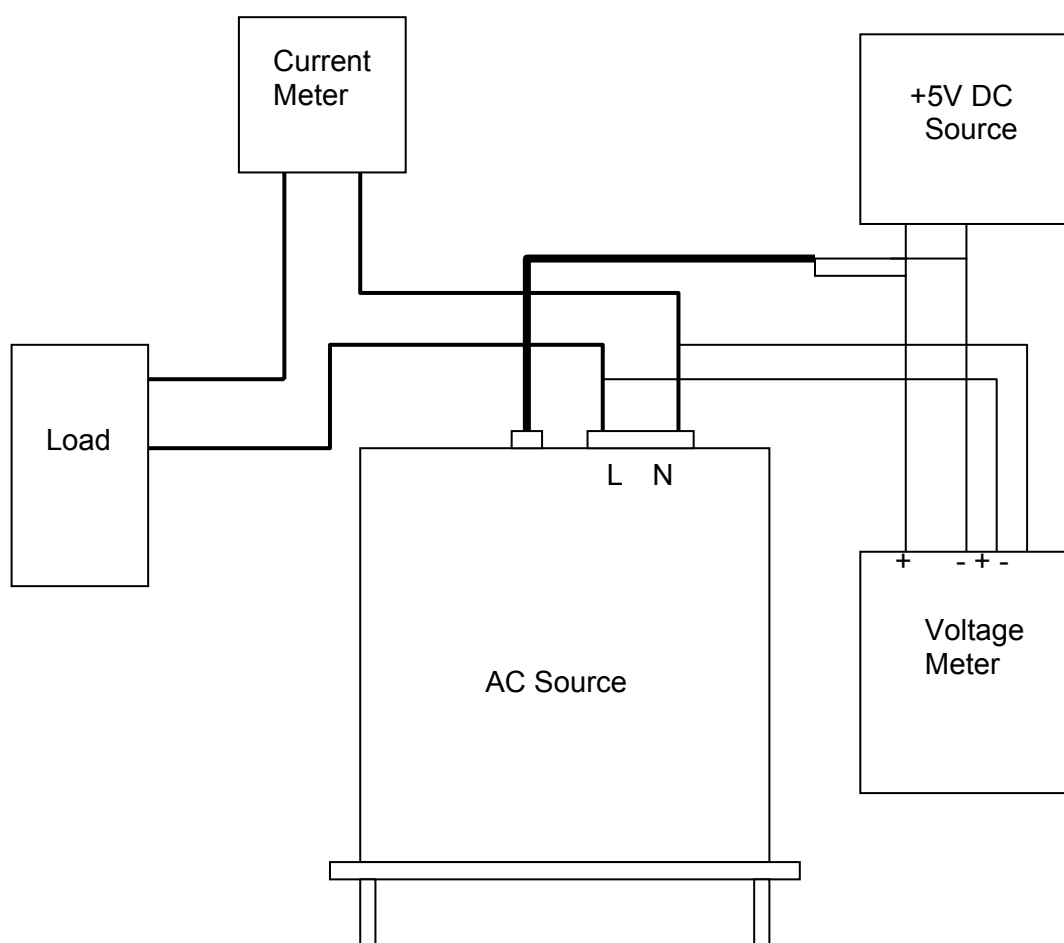 Current
Meter
+5V DC
Source
Load
L N
+ - + -
Voltage
Meter
AC Source